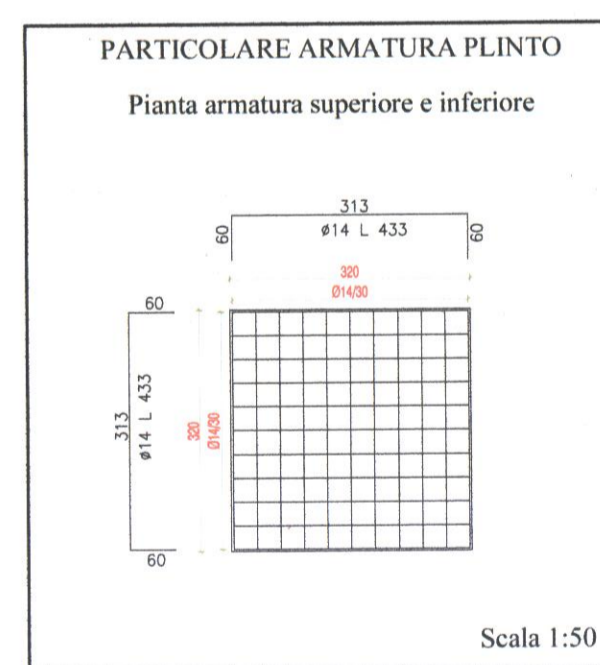 PARTICOLARE ARMATURA PLINTO
Pianta armatura superiore e inferiore
313
60
ø14 L 433
60
320
Ø14/30
60
313
ø14 L 433
320
Ø14/30
60
Scala 1:50